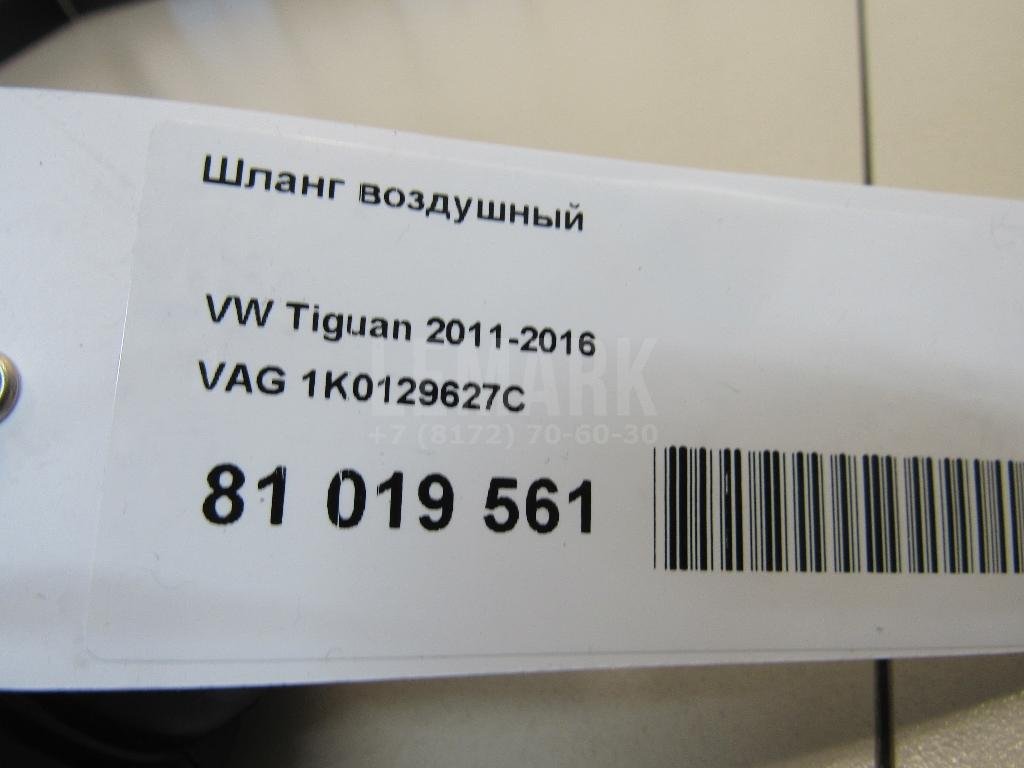 Шланг воздушный
VW Tiguan 2011-2016
LEMARK
VAG 1K0129627C
+7 (8172) 70-60-30
81 019 561